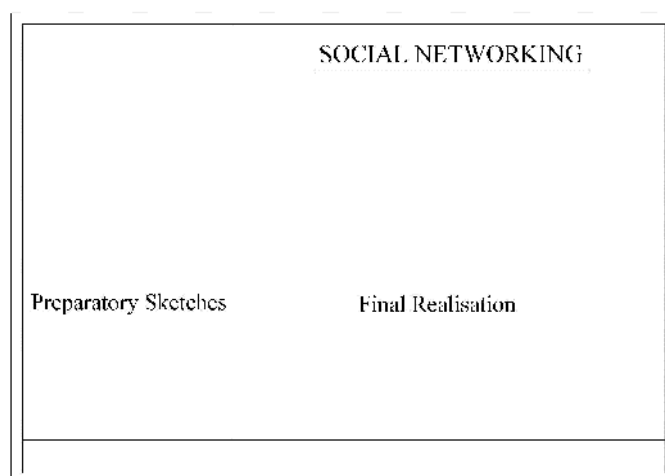 SOCIAL NETWORKING
Preparatory Sketches
Final Realisation